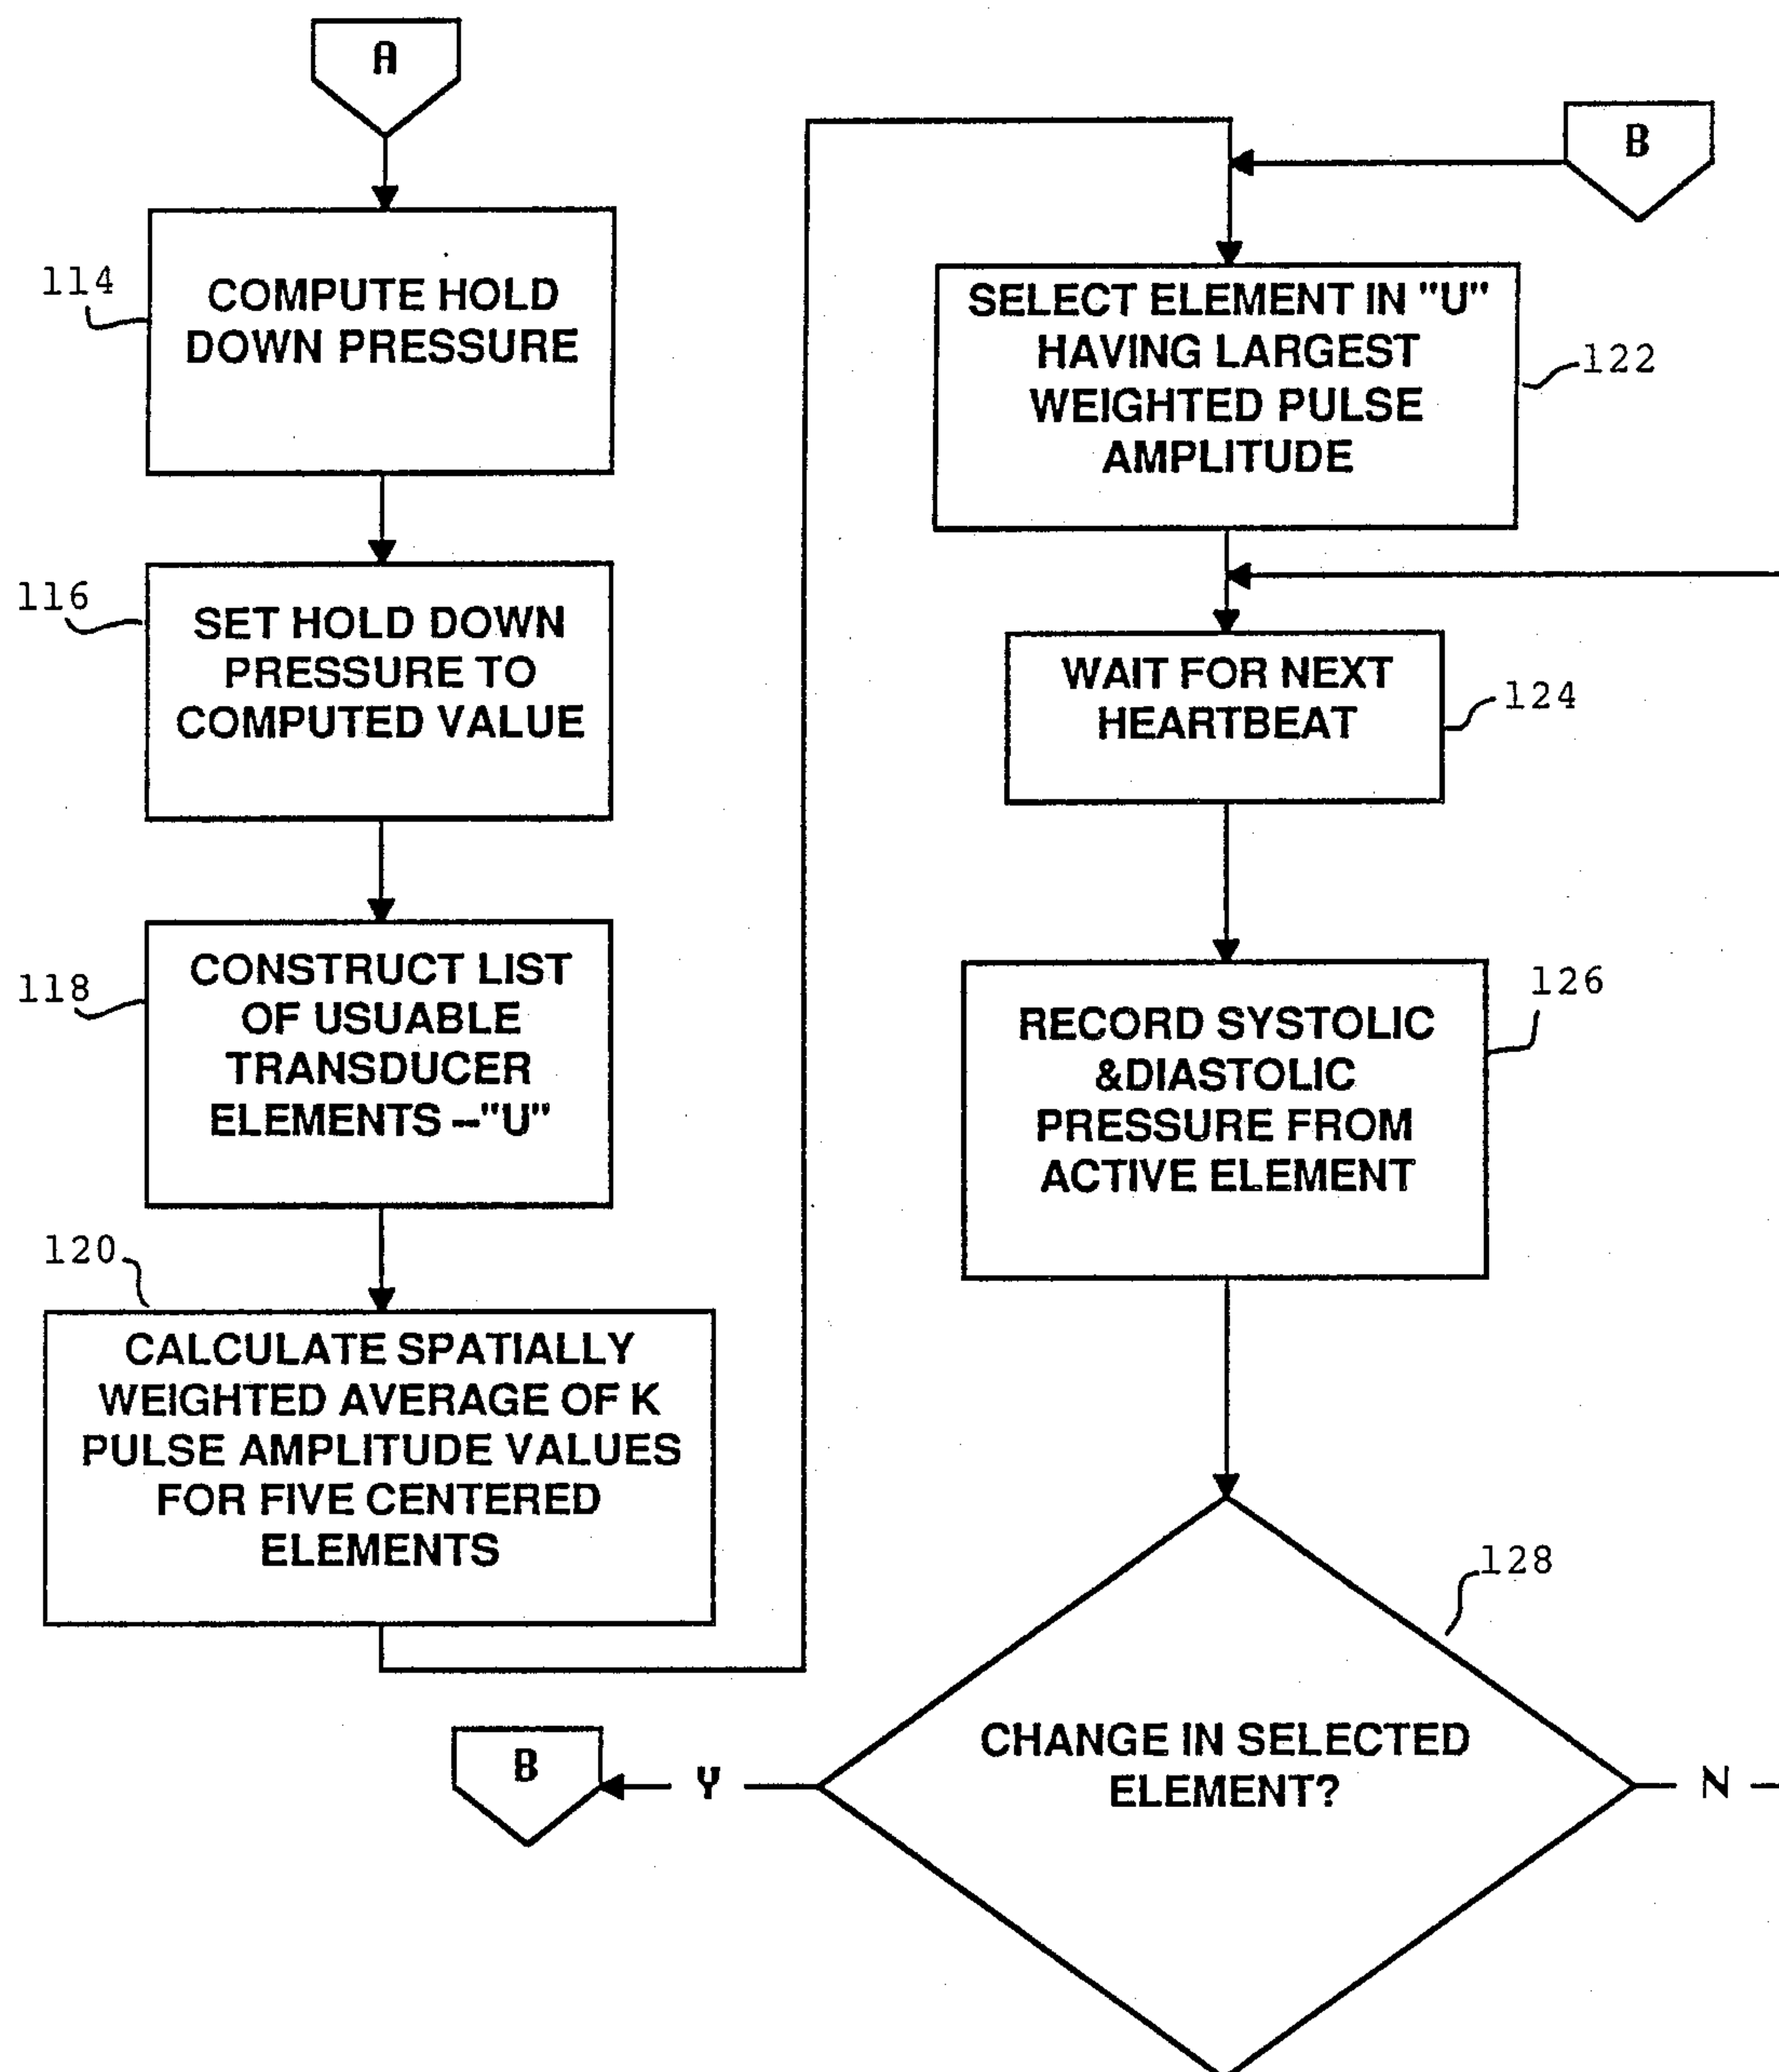 A
114
COMPUTE HOLD
DOWN PRESSURE
116
SET HOLD DOWN
PRESSURE TO
COMPUTED VALUE
118
CONSTRUCT LIST
OF USUABLE
TRANSDUCER
ELEMENTS --"U"
120
CALCULATE SPATIALLY
WEIGHTED AVERAGE OF K
PULSE AMPLITUDE VALUES
FOR FIVE CENTERED
ELEMENTS
B
SELECT ELEMENT IN "U"
HAVING LARGEST
WEIGHTED PULSE
AMPLITUDE
122
WAIT FOR NEXT
HEARTBEAT
124
RECORD SYSTOLIC
&DIASTOLIC
PRESSURE FROM
ACTIVE ELEMENT
126
128
CHANGE IN SELECTED
ELEMENT?
B
Y
N